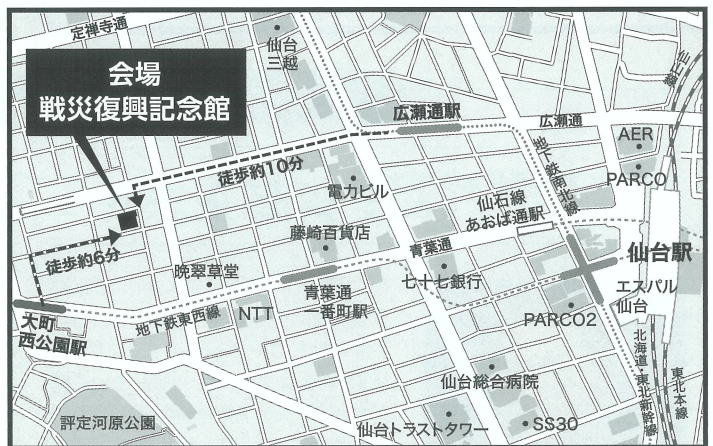 定禅寺通
仙台
三越
会場
戦災復興記念館
広瀬通駅
広瀬通
仙山線
AER
PARCO
地下鉄南北線
徒歩約10分
電力ビル
仙石線
あおば通駅
藤崎百貨店
青葉通
仙台駅
徒歩約6分
晩翠草堂
七十七銀行
エスパル
仙台
青葉通
一番町駅
NTT
PARCO2
大町
西公園駅
地下鉄東西線
北海道・東北新幹線
東北本線
仙台総合病院
評定河原公園
仙台トラストタワー
SS30